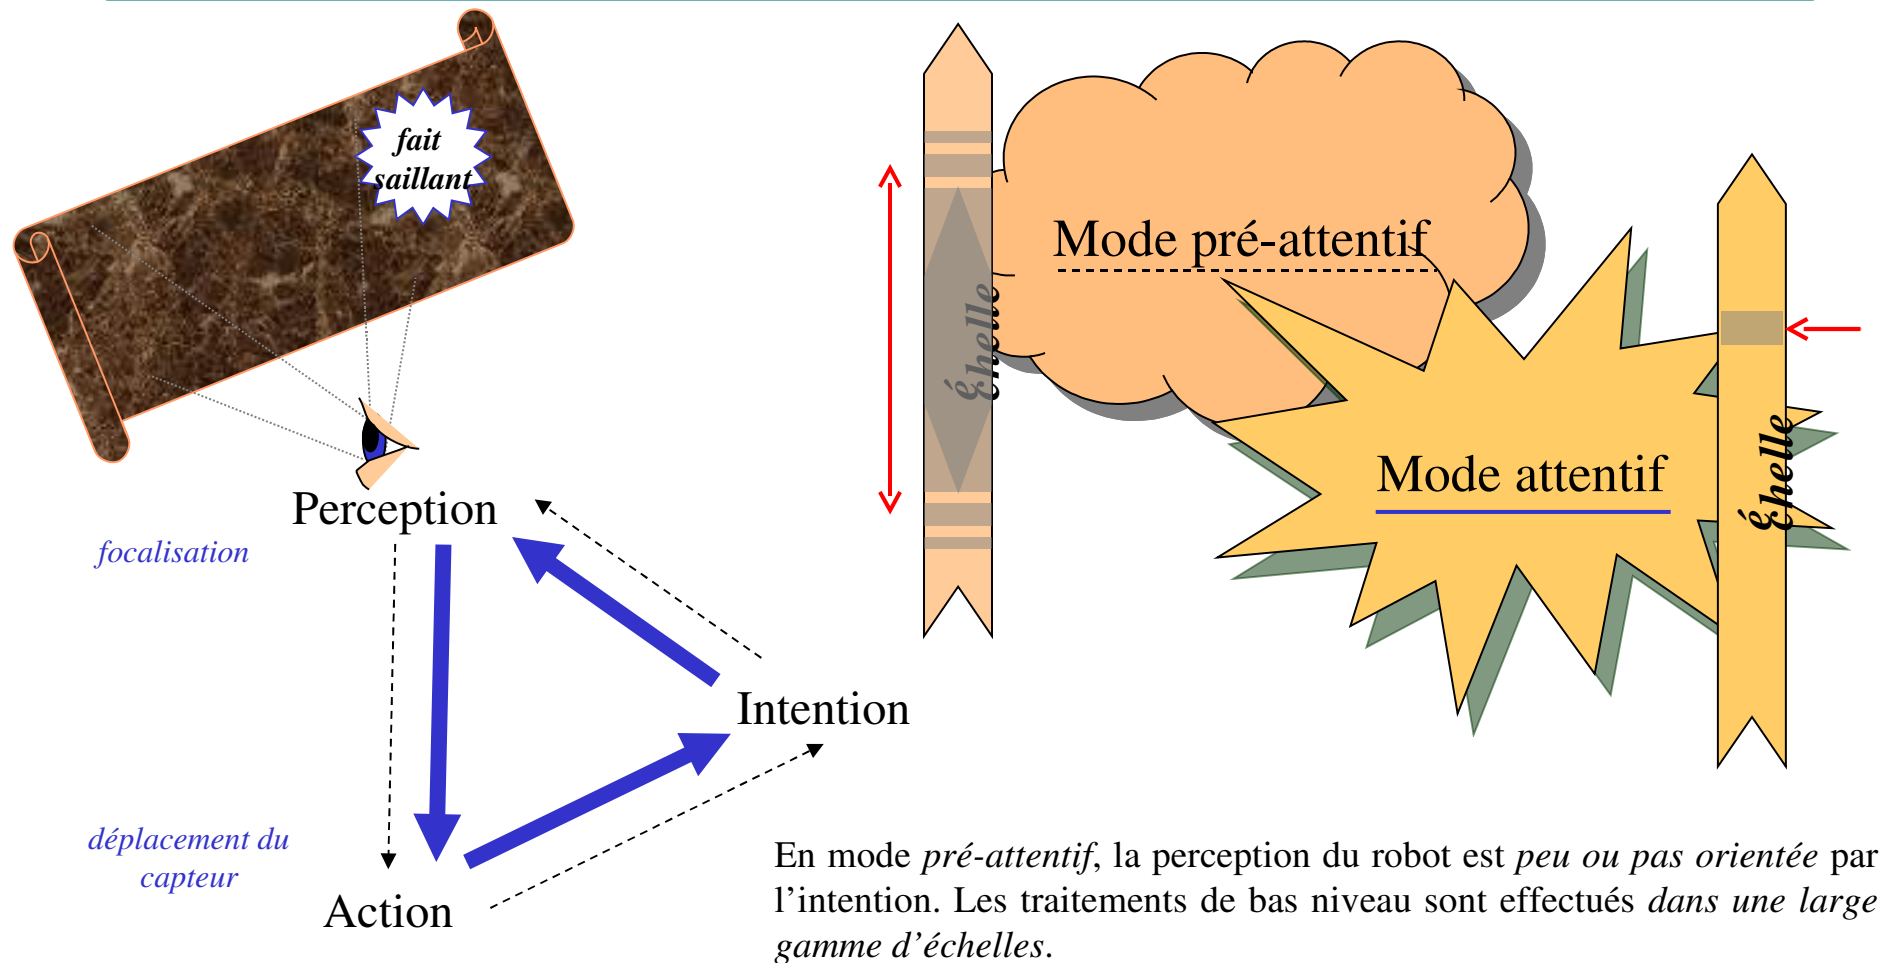 fait
saillant
Mode pré-attentif
échelle
Mode attentif
échelle
Perception
focalisation
Intention
déplacement du
capteur
Action
En mode pré-attentif, la perception du robot est peu ou pas orientée par
l’intention. Les traitements de bas niveau sont effectués dans une large
gamme d’échelles.